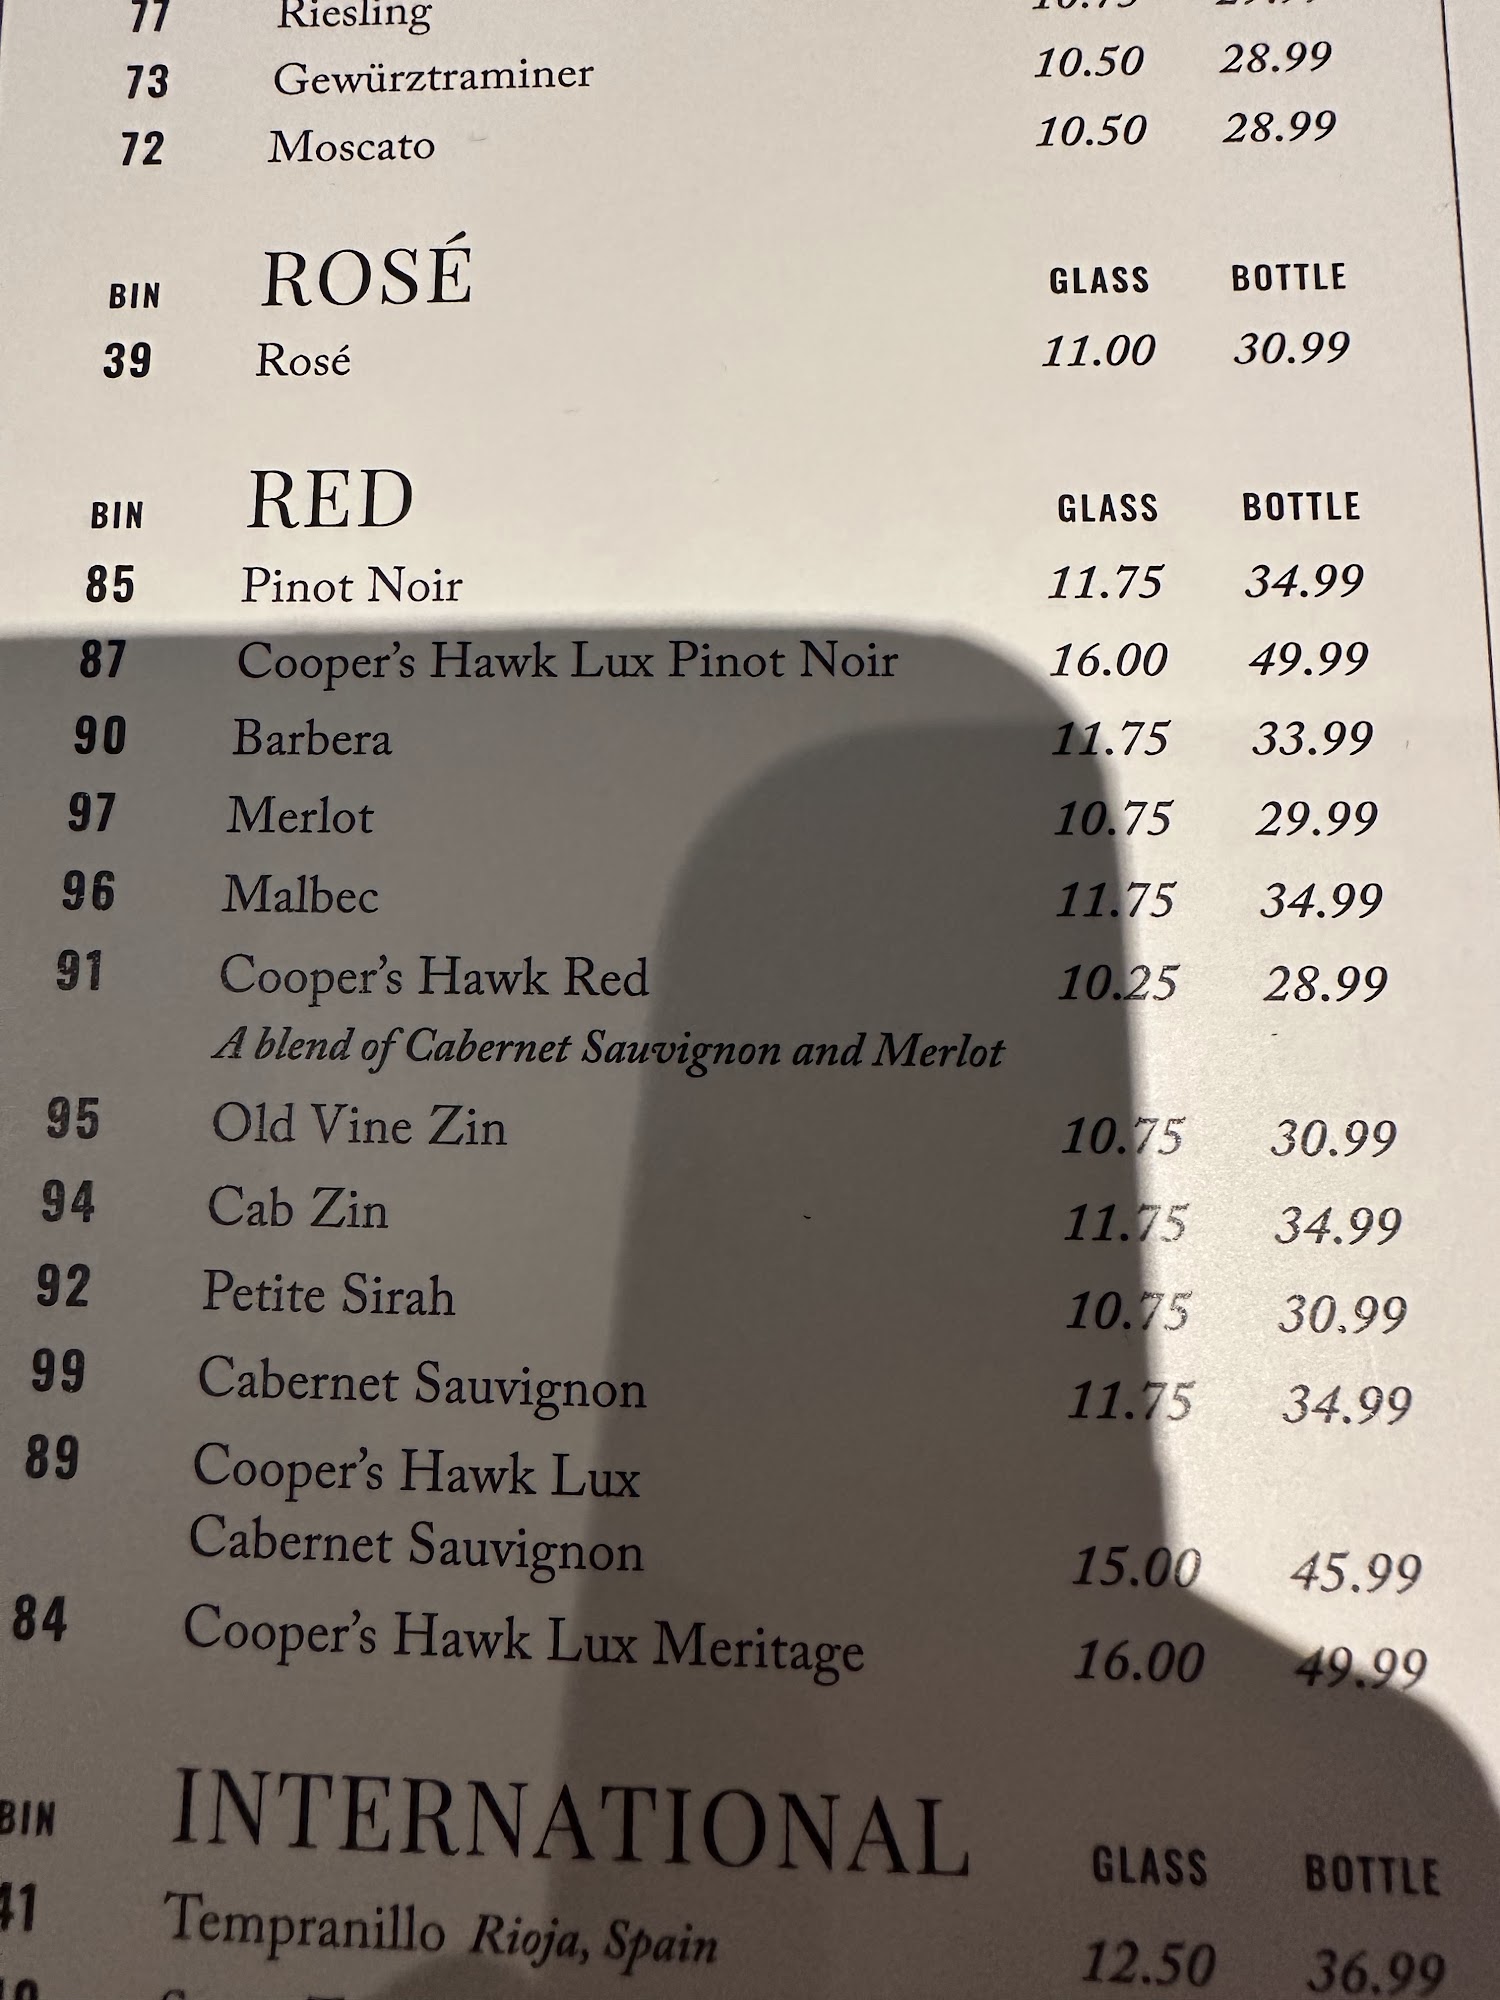 77 Riesling 10.75 29.99
73 Gewürztraminer 10.50 28.99
72 Moscato 10.50 28.99
BIN ROSÉ GLASS BOTTLE
39 Rosé 11.00 30.99
BIN RED GLASS BOTTLE
85 Pinot Noir 11.75 34.99
87 Cooper's Hawk Lux Pinot Noir 16.00 49.99
90 Barbera 11.75 33.99
97 Merlot 10.75 29.99
96 Malbec 11.75 34.99
91 Cooper's Hawk Red 10.25 28.99
A blend of Cabernet Sauvignon and Merlot
95 Old Vine Zin 10.75 30.99
94 Cab Zin 11.75 34.99
92 Petite Sirah 10.75 30.99
99 Cabernet Sauvignon 11.75 34.99
89 Cooper's Hawk Lux
Cabernet Sauvignon 15.00 45.99
84 Cooper's Hawk Lux Meritage 16.00 49.99
BIN INTERNATIONAL GLASS BOTTLE
41 Tempranillo Rioja, Spain 12.50 36.99